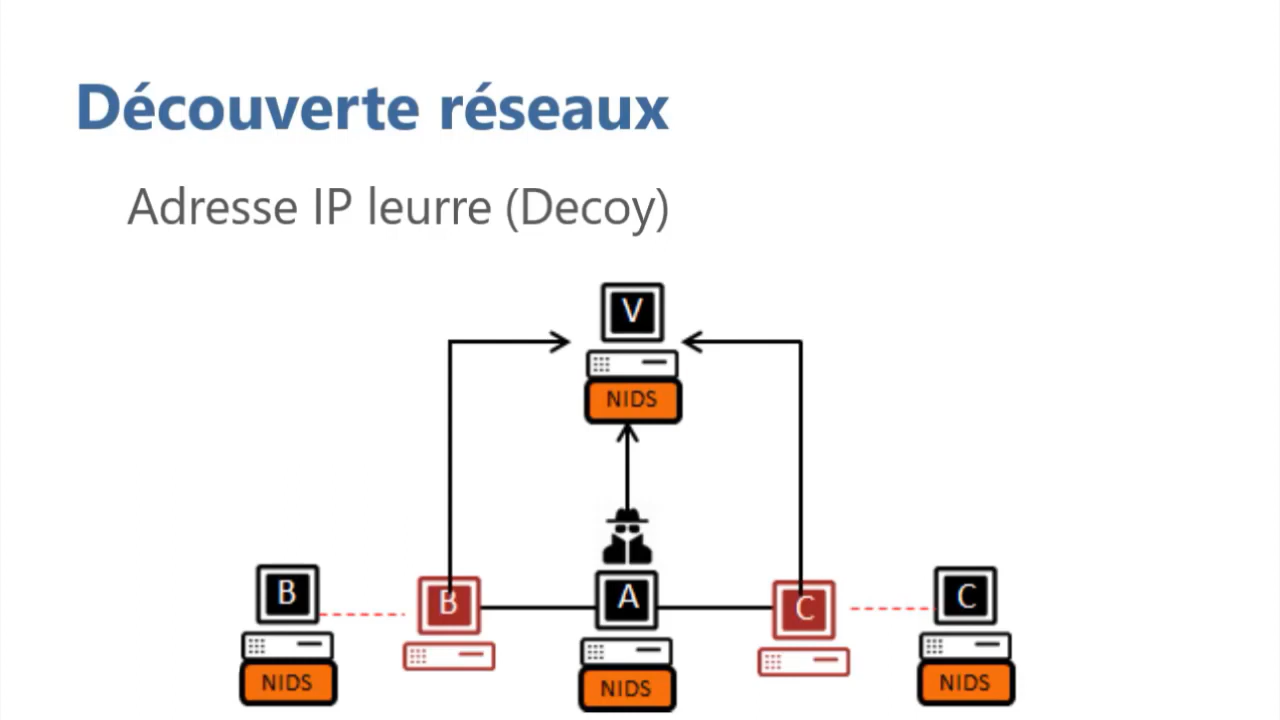 Découverte réseaux
Adresse IP leurre (Decoy)
V
NIDS
B
B
A
C
C
NIDS
NIDS
NIDS